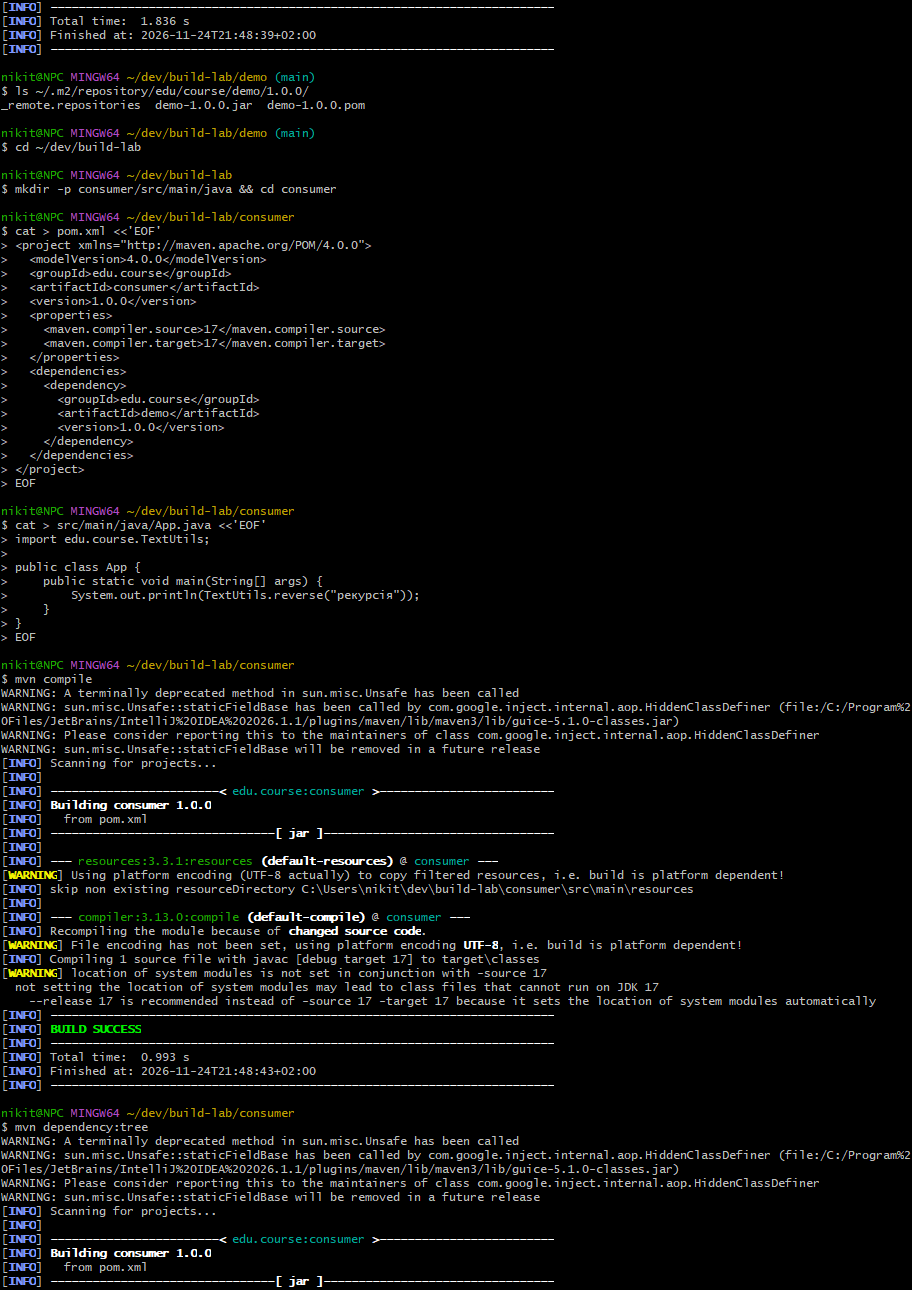 [INFO] ------------------------------------------------------------------------
[INFO] Total time:  1.836 s
[INFO] Finished at: 2026-11-24T21:48:39+02:00
[INFO] ------------------------------------------------------------------------
nikit@NPC MINGW64 ~/dev/build-lab/demo (main)
$ ls ~/.m2/repository/edu/course/demo/1.0.0/
_remote.repositories  demo-1.0.0.jar  demo-1.0.0.pom
nikit@NPC MINGW64 ~/dev/build-lab/demo (main)
$ cd ~/dev/build-lab
nikit@NPC MINGW64 ~/dev/build-lab
$ mkdir -p consumer/src/main/java && cd consumer
nikit@NPC MINGW64 ~/dev/build-lab/consumer
$ cat > pom.xml <<'EOF'
> <project xmlns="http://maven.apache.org/POM/4.0.0">
>   <modelVersion>4.0.0</modelVersion>
>   <groupId>edu.course</groupId>
>   <artifactId>consumer</artifactId>
>   <version>1.0.0</version>
>   <properties>
>     <maven.compiler.source>17</maven.compiler.source>
>     <maven.compiler.target>17</maven.compiler.target>
>   </properties>
>   <dependencies>
>     <dependency>
>       <groupId>edu.course</groupId>
>       <artifactId>demo</artifactId>
>       <version>1.0.0</version>
>     </dependency>
>   </dependencies>
> </project>
> EOF
nikit@NPC MINGW64 ~/dev/build-lab/consumer
$ cat > src/main/java/App.java <<'EOF'
> import edu.course.TextUtils;
>
> public class App {
>     public static void main(String[] args) {
>         System.out.println(TextUtils.reverse("рекурсія"));
>     }
> }
> EOF
nikit@NPC MINGW64 ~/dev/build-lab/consumer
$ mvn compile
WARNING: A terminally deprecated method in sun.misc.Unsafe has been called
WARNING: sun.misc.Unsafe::staticFieldBase has been called by com.google.inject.internal.aop.HiddenClassDefiner (file:/C:/Program%2
0Files/JetBrains/IntelliJ%20IDEA%202026.1.1/plugins/maven/lib/maven3/lib/guice-5.1.0-classes.jar)
WARNING: Please consider reporting this to the maintainers of class com.google.inject.internal.aop.HiddenClassDefiner
WARNING: sun.misc.Unsafe::staticFieldBase will be removed in a future release
[INFO] Scanning for projects...
[INFO]
[INFO] ------------------------< edu.course:consumer >-------------------------
[INFO] Building consumer 1.0.0
[INFO]   from pom.xml
[INFO] --------------------------------[ jar ]---------------------------------
[INFO]
[INFO] --- resources:3.3.1:resources (default-resources) @ consumer ---
[WARNING] Using platform encoding (UTF-8 actually) to copy filtered resources, i.e. build is platform dependent!
[INFO] skip non existing resourceDirectory C:\Users\nikit\dev\build-lab\consumer\src\main\resources
[INFO]
[INFO] --- compiler:3.13.0:compile (default-compile) @ consumer ---
[INFO] Recompiling the module because of changed source code.
[WARNING] File encoding has not been set, using platform encoding UTF-8, i.e. build is platform dependent!
[INFO] Compiling 1 source file with javac [debug target 17] to target\classes
[WARNING] location of system modules is not set in conjunction with -source 17
  not setting the location of system modules may lead to class files that cannot run on JDK 17
    --release 17 is recommended instead of -source 17 -target 17 because it sets the location of system modules automatically
[INFO] ------------------------------------------------------------------------
[INFO] BUILD SUCCESS
[INFO] ------------------------------------------------------------------------
[INFO] Total time:  0.993 s
[INFO] Finished at: 2026-11-24T21:48:43+02:00
[INFO] ------------------------------------------------------------------------
nikit@NPC MINGW64 ~/dev/build-lab/consumer
$ mvn dependency:tree
WARNING: A terminally deprecated method in sun.misc.Unsafe has been called
WARNING: sun.misc.Unsafe::staticFieldBase has been called by com.google.inject.internal.aop.HiddenClassDefiner (file:/C:/Program%2
0Files/JetBrains/IntelliJ%20IDEA%202026.1.1/plugins/maven/lib/maven3/lib/guice-5.1.0-classes.jar)
WARNING: Please consider reporting this to the maintainers of class com.google.inject.internal.aop.HiddenClassDefiner
WARNING: sun.misc.Unsafe::staticFieldBase will be removed in a future release
[INFO] Scanning for projects...
[INFO]
[INFO] ------------------------< edu.course:consumer >-------------------------
[INFO] Building consumer 1.0.0
[INFO]   from pom.xml
[INFO] --------------------------------[ jar ]---------------------------------